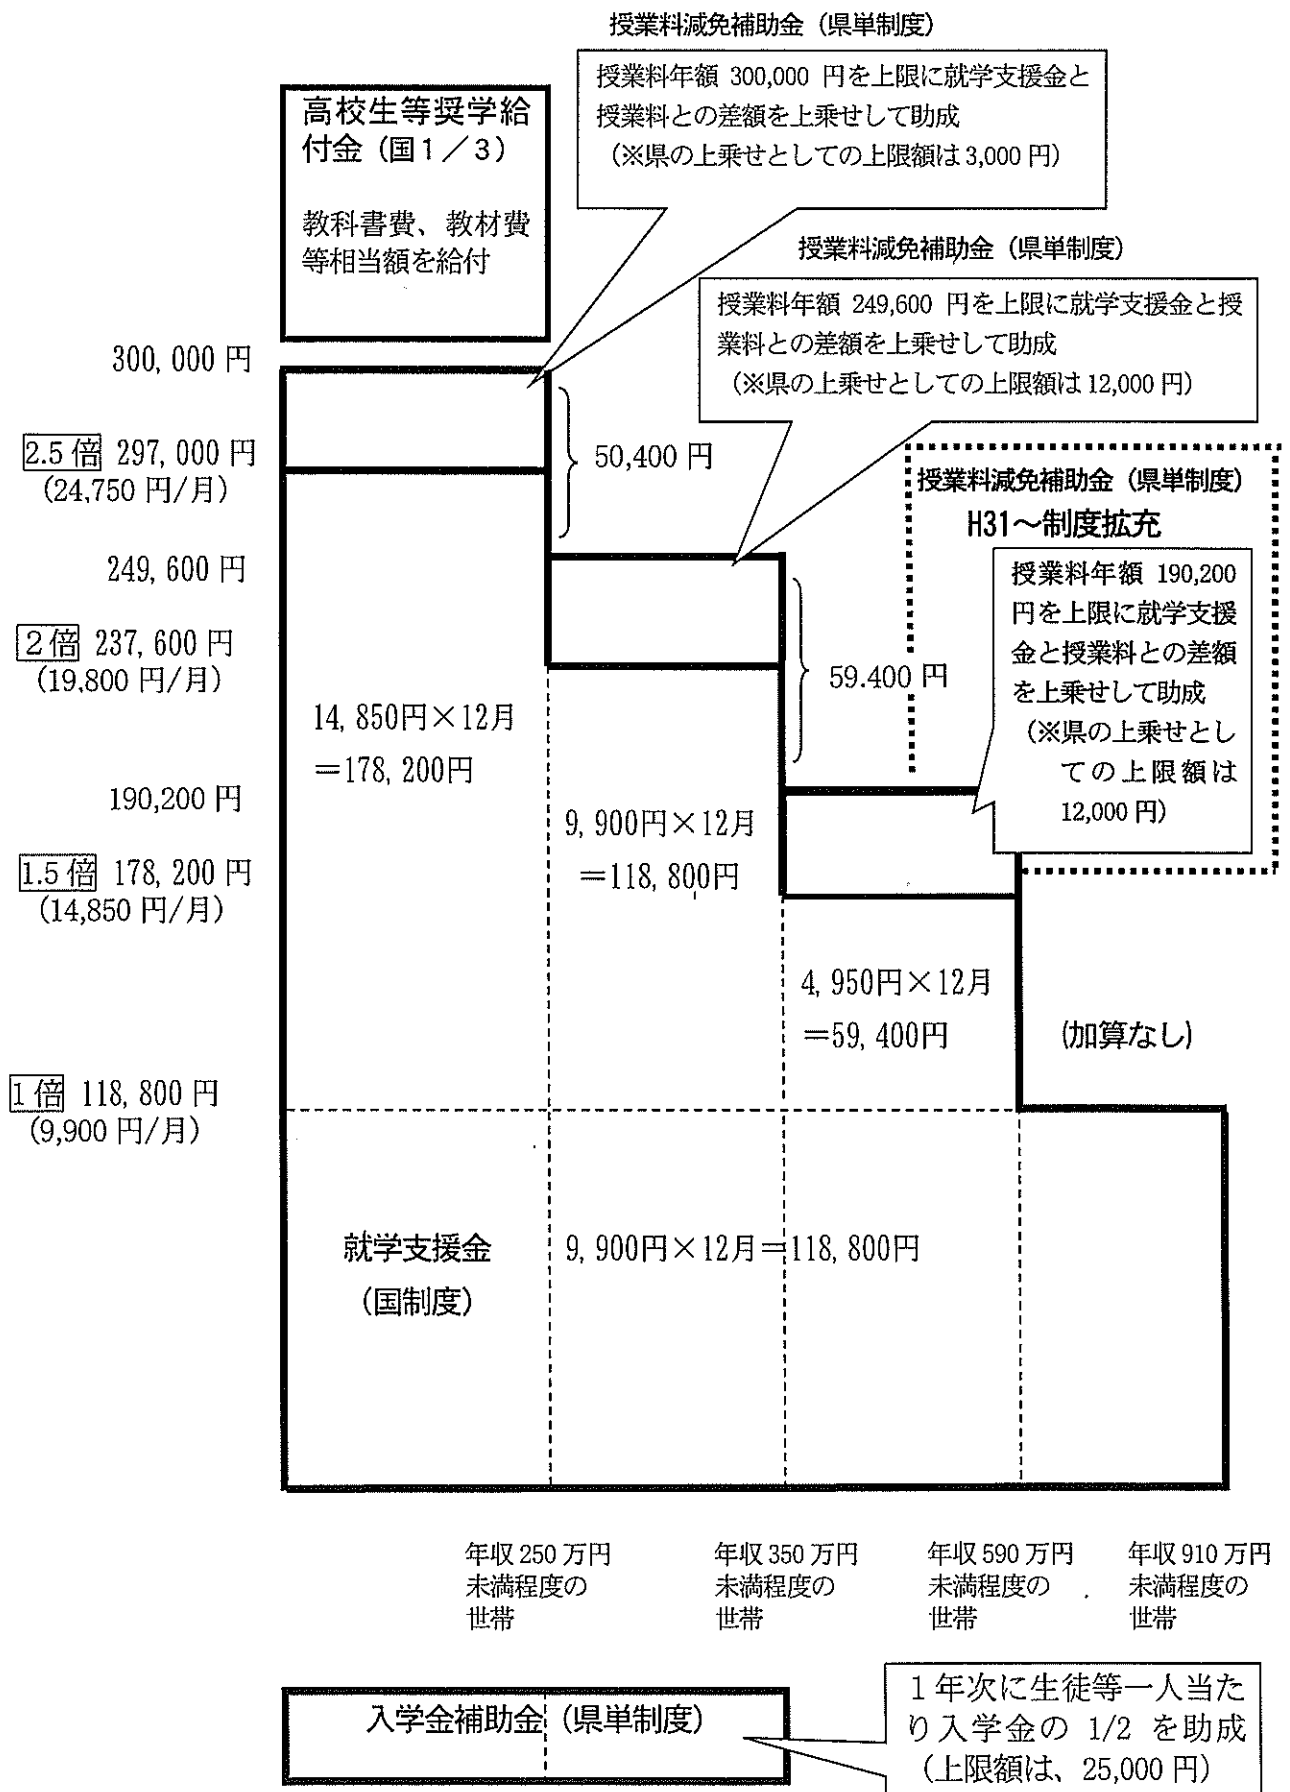 授業料減免補助金（県単制度）
授業料年額 300,000 円を上限に就学支援金と
授業料との差額を上乗せして助成
（※県の上乗せとしての上限額は 3,000 円）
高校生等奨学給
付金（国１／３）
教科書費、教材費
等相当額を給付
授業料減免補助金（県単制度）
授業料年額 249,600 円を上限に就学支援金と授
業料との差額を上乗せして助成
（※県の上乗せとしての上限額は 12,000 円）
300,000 円
2.5 倍 297,000 円
(24,750 円/月)
50,400 円
授業料減免補助金（県単制度）
H31～制度拡充
授業料年額 190,200
円を上限に就学支援
金と授業料との差額
を上乗せして助成
（※県の上乗せとし
ての上限額は
12,000 円）
249,600 円
2 倍 237,600 円
(19,800 円/月)
59.400 円
14,850円×12月
＝178,200円
190,200 円
9,900円×12月
＝118,800円
1.5 倍 178,200 円
(14,850 円/月)
4,950円×12月
＝59,400円
(加算なし)
1 倍 118,800 円
(9,900 円/月)
就学支援金
（国制度）
9,900円×12月＝118,800円
年収 250 万円
未満程度の
世帯
年収 350 万円
未満程度の
世帯
年収 590 万円
未満程度の
世帯
年収 910 万円
未満程度の
世帯
入学金補助金（県単制度）
１年次に生徒等一人当た
り入学金の 1/2 を助成
（上限額は、25,000 円）